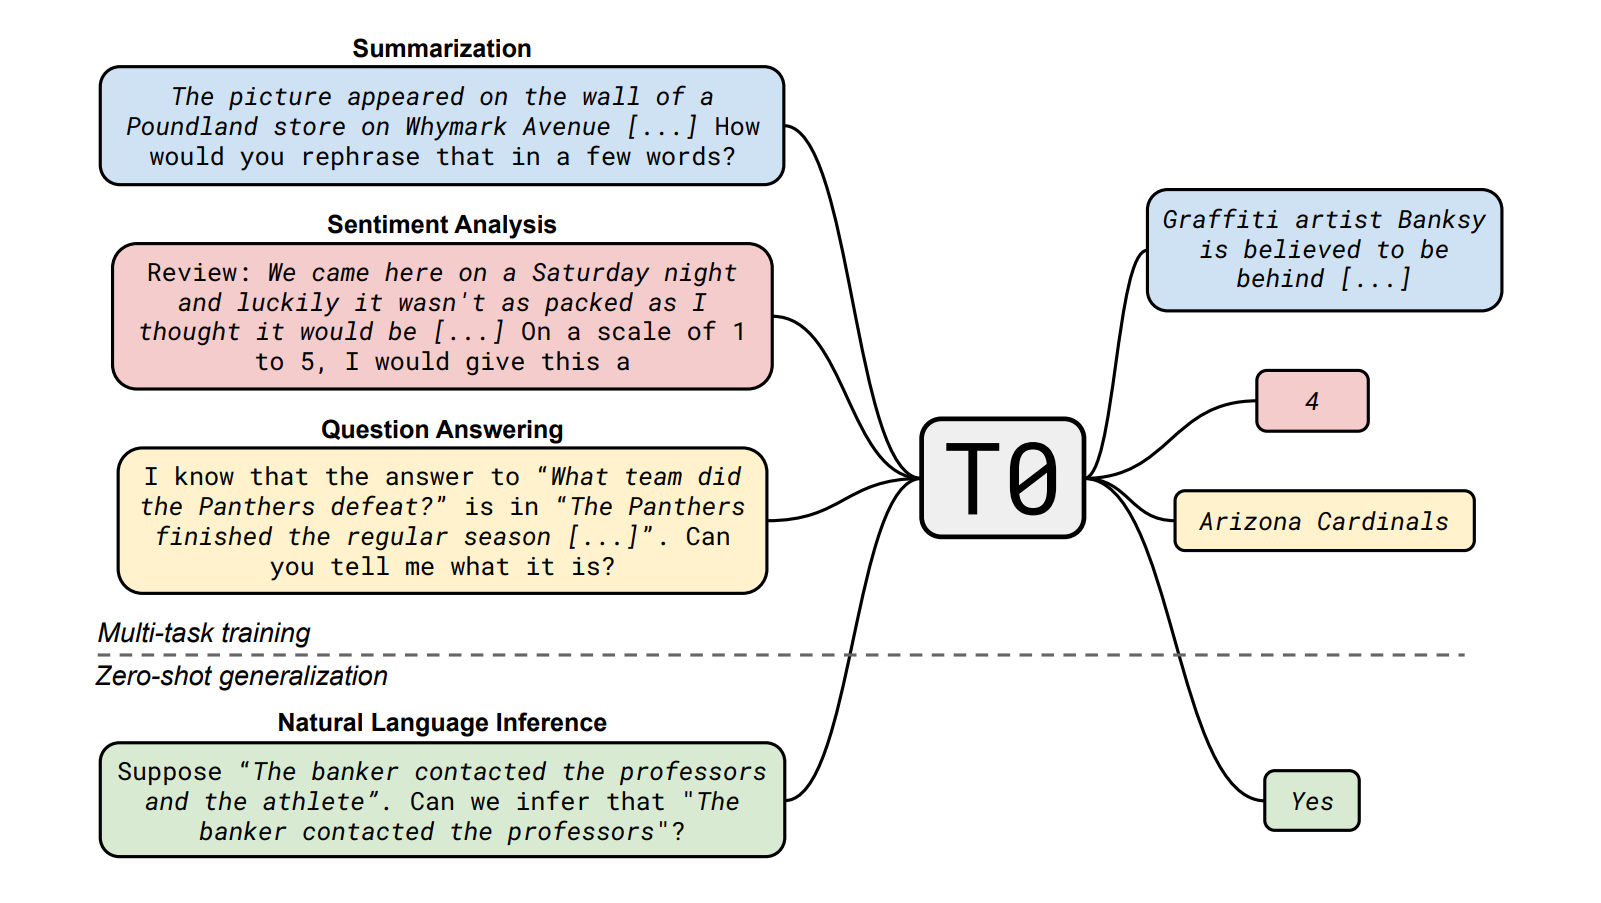 Summarization
The picture appeared on the wall of a
Poundland store on Whymark Avenue [...] How
would you rephrase that in a few words?
Sentiment Analysis
Review: We came here on a Saturday night
and luckily it wasn't as packed as I
thought it would be [...] On a scale of 1
to 5, I would give this a
Question Answering
I know that the answer to “What team did
the Panthers defeat?” is in “The Panthers
finished the regular season [...]”. Can
you tell me what it is?
Multi-task training
Zero-shot generalization
Natural Language Inference
Suppose “The banker contacted the professors
and the athlete”. Can we infer that "The
banker contacted the professors"?
T0
Graffiti artist Banksy
is believed to be
behind [...]
4
Arizona Cardinals
Yes